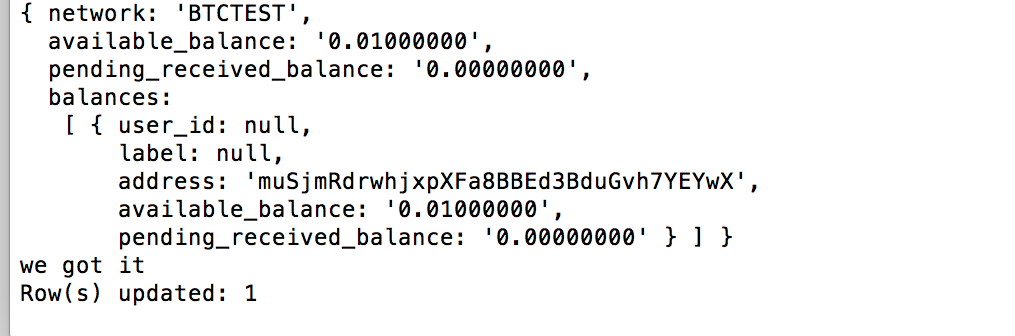 { network: 'BTCTEST',
  available_balance: '0.01000000',
  pending_received_balance: '0.00000000',
  balances:
   [ { user_id: null,
       label: null,
       address: 'muSjmRdrwhjxpXFa8BBEd3BduGvh7YEYwX',
       available_balance: '0.01000000',
       pending_received_balance: '0.00000000' } ] }
we got it
Row(s) updated: 1